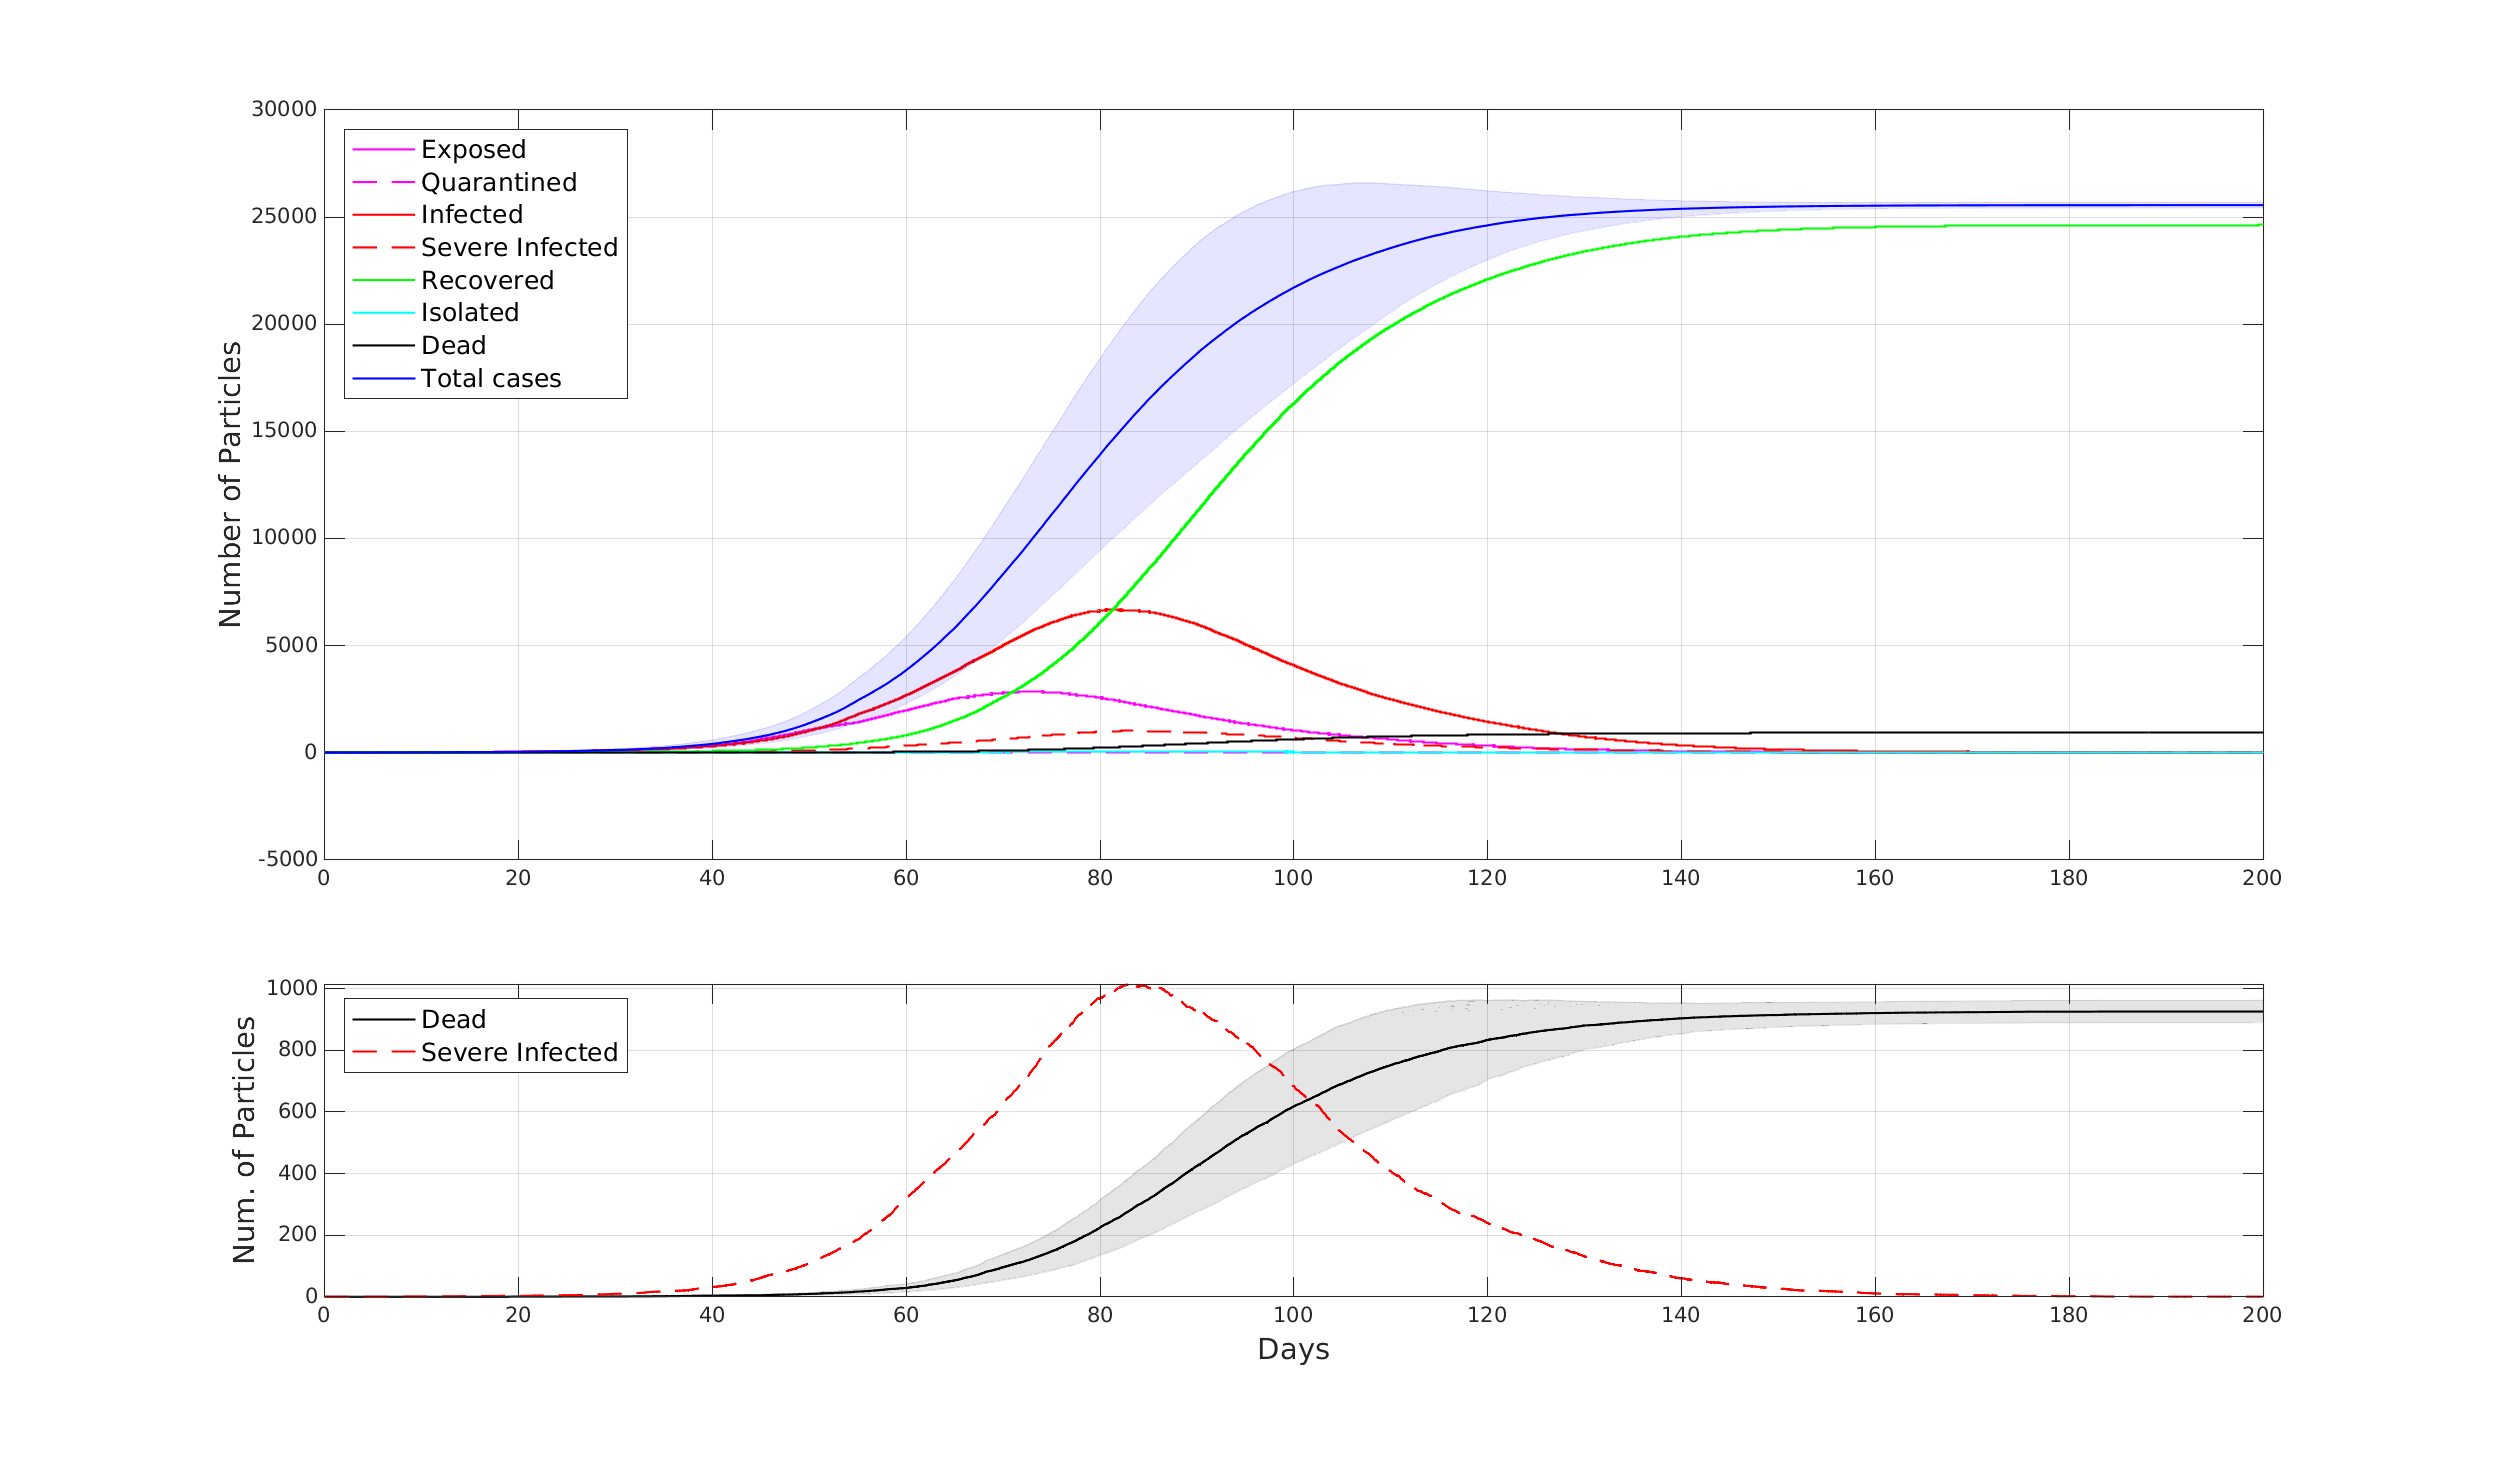 30000
25000
20000
15000
10000
5000
0
-5000
Number of Particles
Exposed
Quarantined
Infected
Severe Infected
Recovered
Isolated
Dead
Total cases
0 20 40 60 80 100 120 140 160 180 200
1000
800
600
400
200
0
Num. of Particles
Dead
Severe Infected
0 20 40 60 80 100 120 140 160 180 200
Days